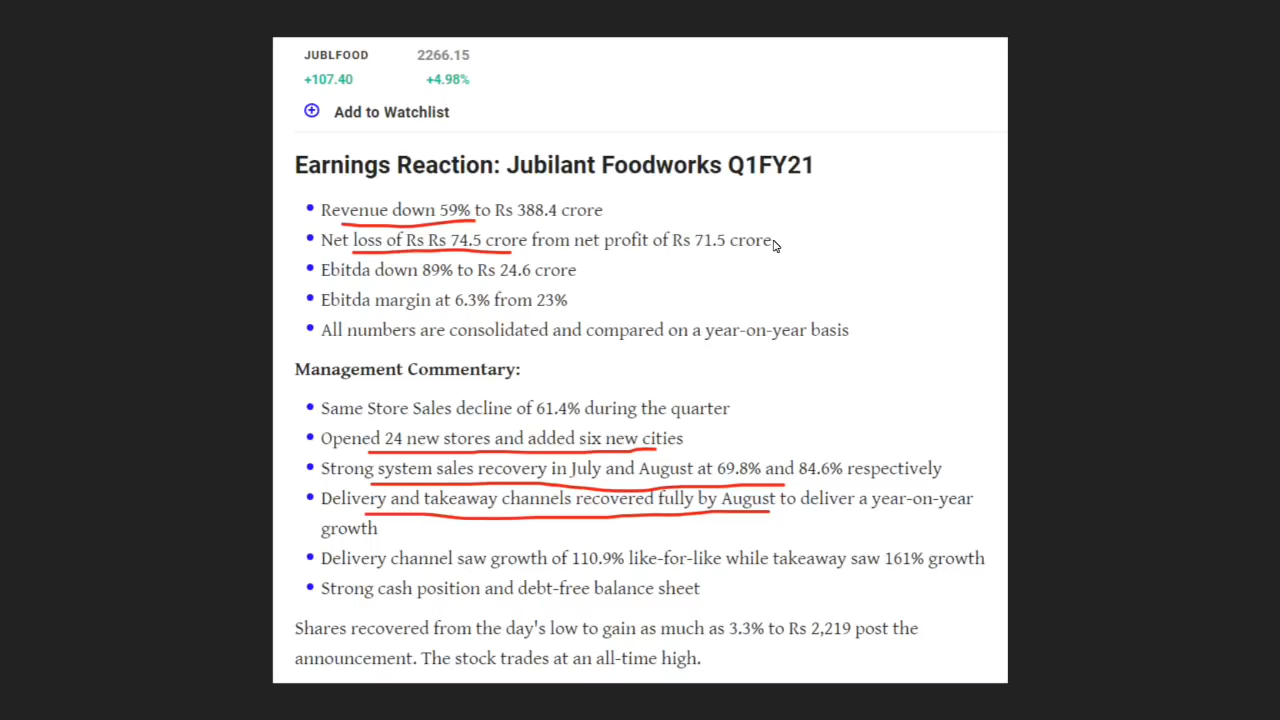 JUBLFOOD 2266.15
+107.40 +4.98%
Add to Watchlist
Earnings Reaction: Jubilant Foodworks Q1FY21
• Revenue down 59% to Rs 388.4 crore
• Net loss of Rs Rs 74.5 crore from net profit of Rs 71.5 crore
• Ebitda down 89% to Rs 24.6 crore
• Ebitda margin at 6.3% from 23%
• All numbers are consolidated and compared on a year-on-year basis
Management Commentary:
• Same Store Sales decline of 61.4% during the quarter
• Opened 24 new stores and added six new cities
• Strong system sales recovery in July and August at 69.8% and 84.6% respectively
• Delivery and takeaway channels recovered fully by August to deliver a year-on-year
growth
• Delivery channel saw growth of 110.9% like-for-like while takeaway saw 161% growth
• Strong cash position and debt-free balance sheet
Shares recovered from the day's low to gain as much as 3.3% to Rs 2,219 post the
announcement. The stock trades at an all-time high.